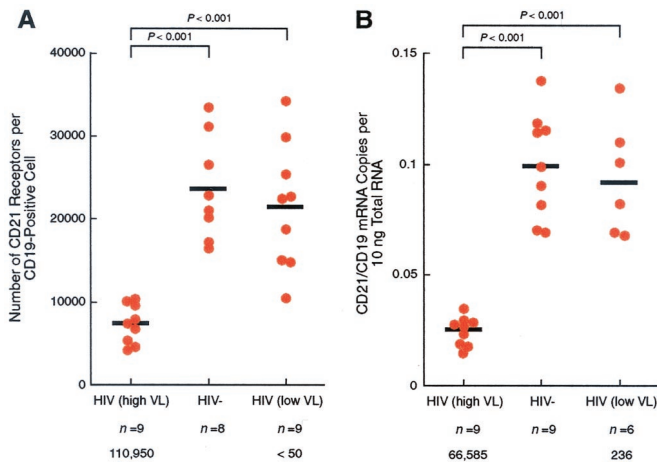 A
P < 0.001
P < 0.001
Number of CD21 Receptors per
CD19-Positive Cell
40000
30000
20000
10000
0
HIV (high VL) HIV- HIV (low VL)
n =9 n =8 n =9
110,950 < 50
B
P < 0.001
P < 0.001
CD21/CD19 mRNA Copies per
10 ng Total RNA
0.15
0.1
0.05
0
HIV (high VL) HIV- HIV (low VL)
n =9 n =9 n =6
66,585 236